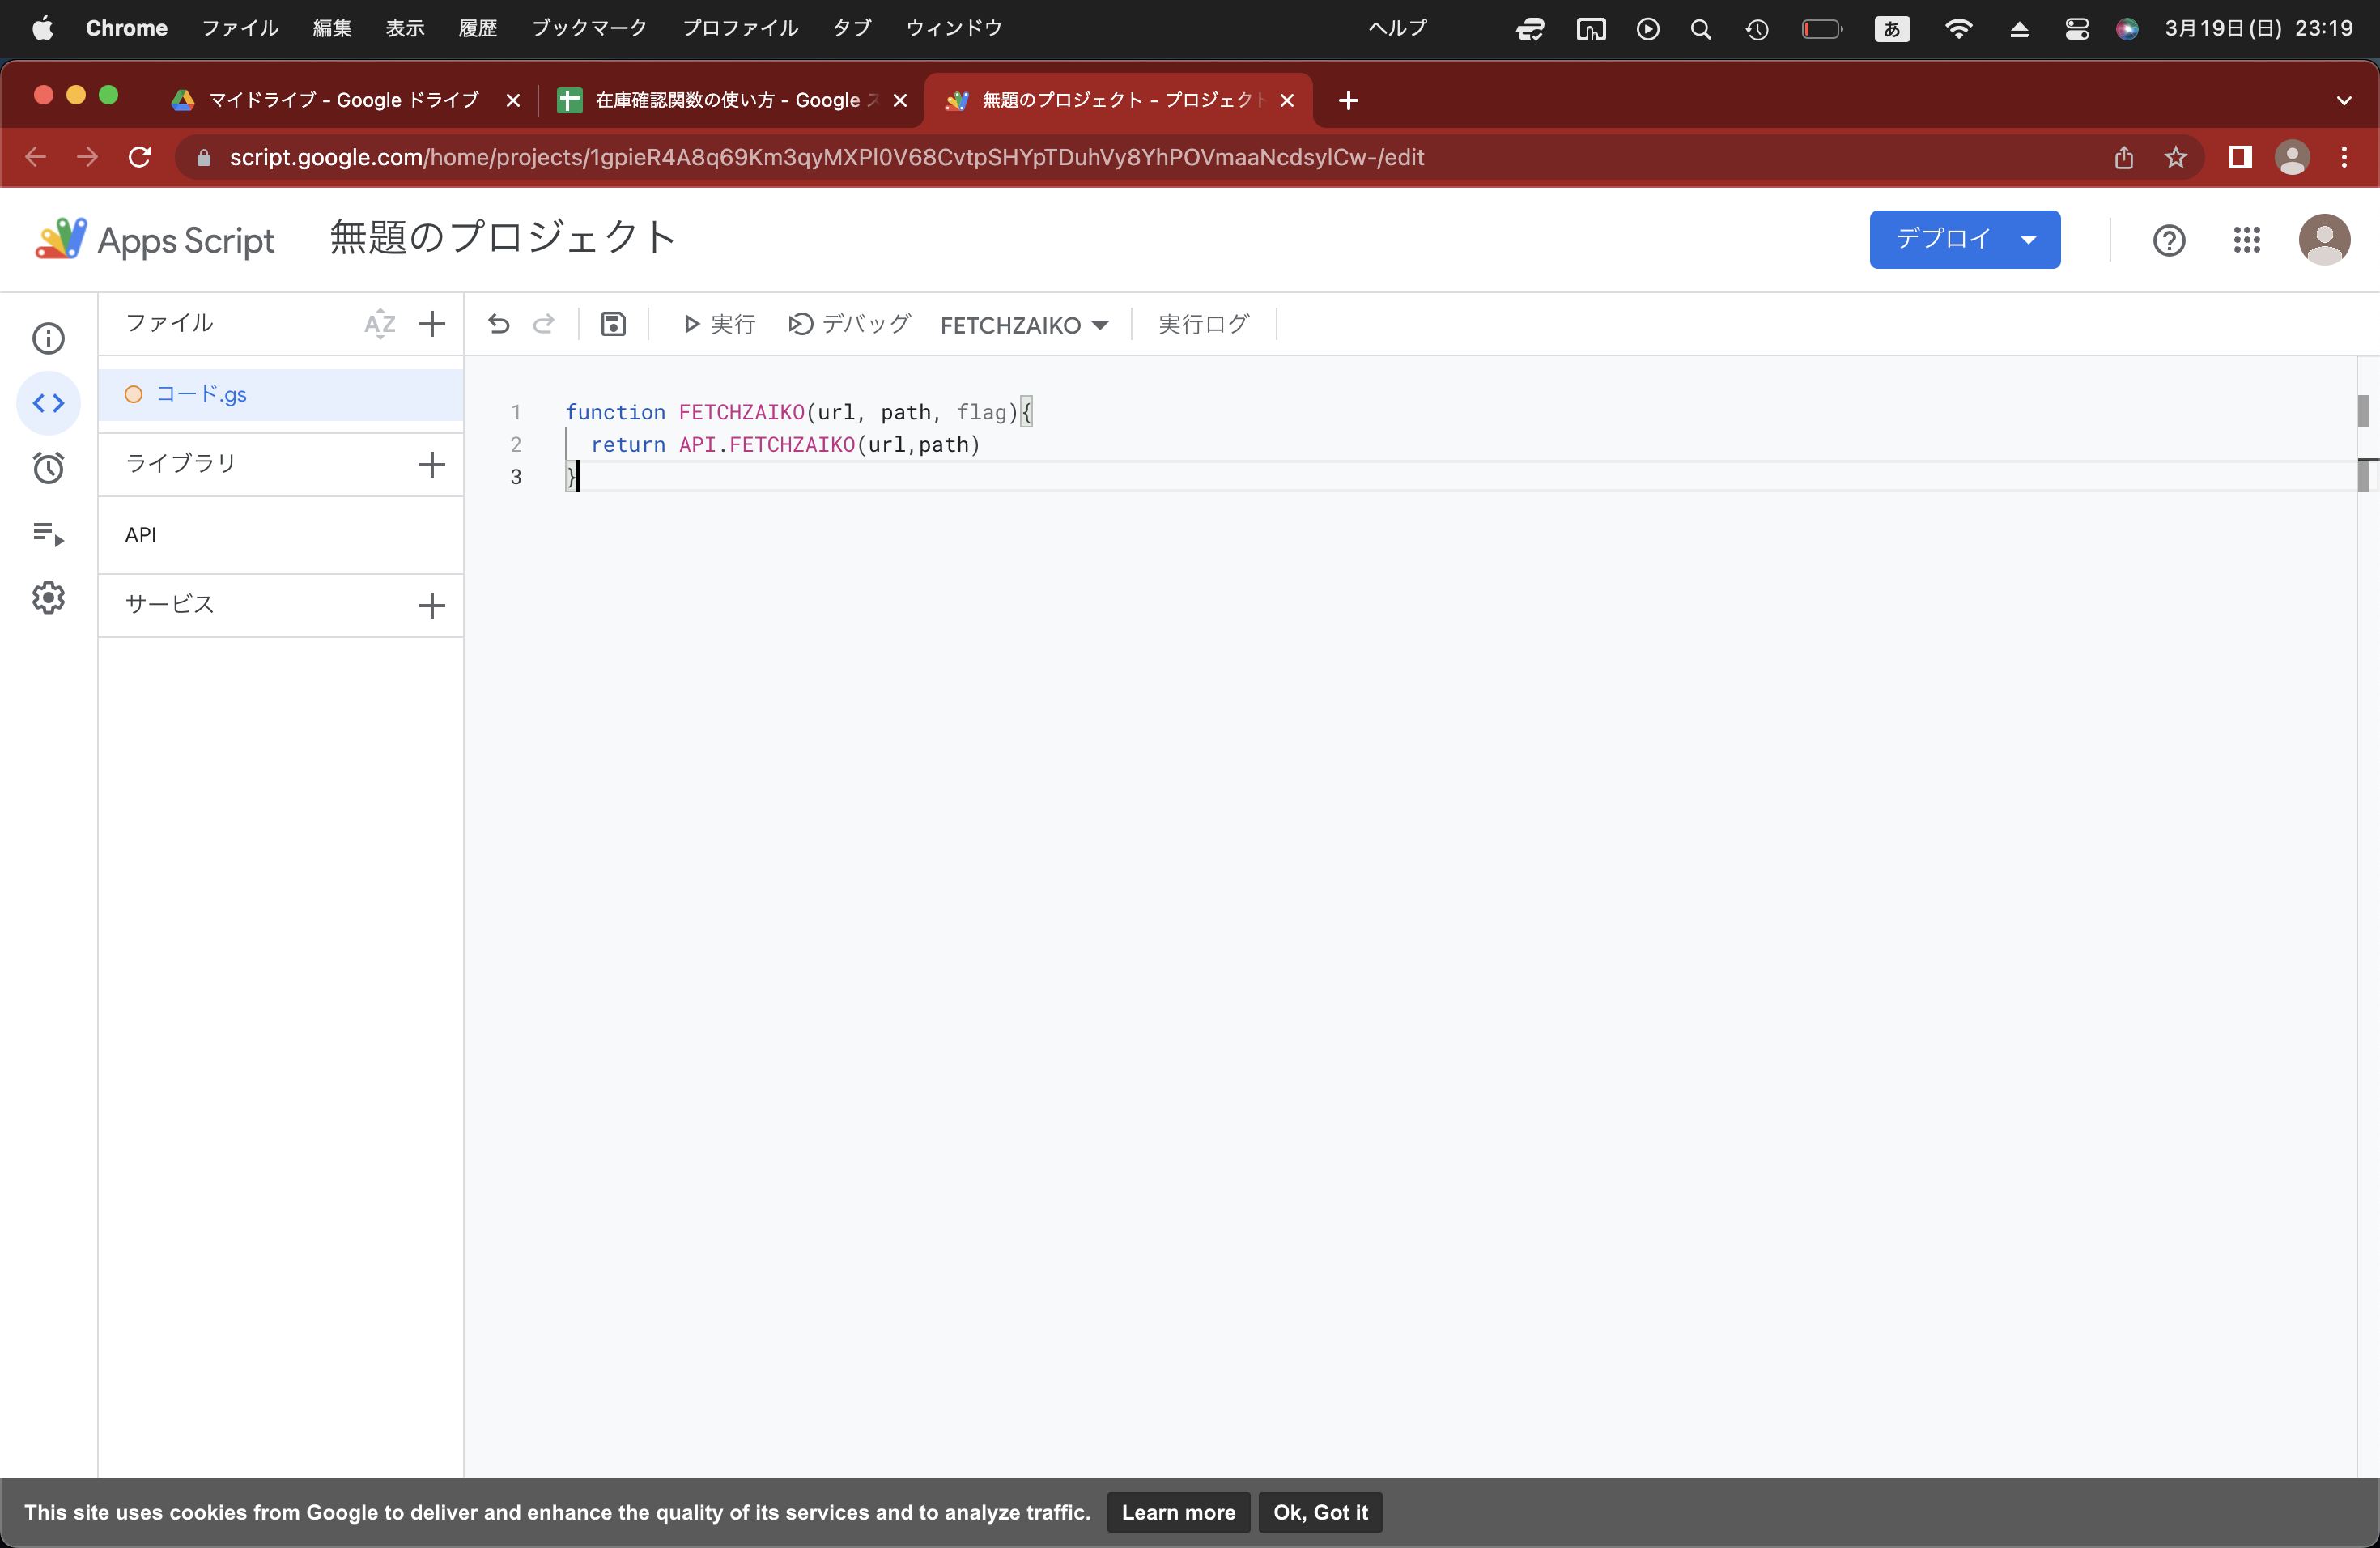 Chrome ファイル 編集 表示 履歴 ブックマーク プロファイル タブ ウィンドウ ヘルプ あ 3月19日(日) 23:19
マイドライブ - Google ドライブ 在庫確認関数の使い方 - Google ス 無題のプロジェクト - プロジェクト
script.google.com/home/projects/1gpieR4A8q69Km3qyMXPl0V68CvtpSHYpTDuhVy8YhPOVmaaNcdsylCw-/edit
Apps Script 無題のプロジェクト デプロイ
ファイル AZ 実行 デバッグ FETCHZAIKO 実行ログ
コード.gs
ライブラリ
API
サービス
1 function FETCHZAIKO(url, path, flag){
2 return API.FETCHZAIKO(url,path)
3 }
This site uses cookies from Google to deliver and enhance the quality of its services and to analyze traffic. Learn more Ok, Got it